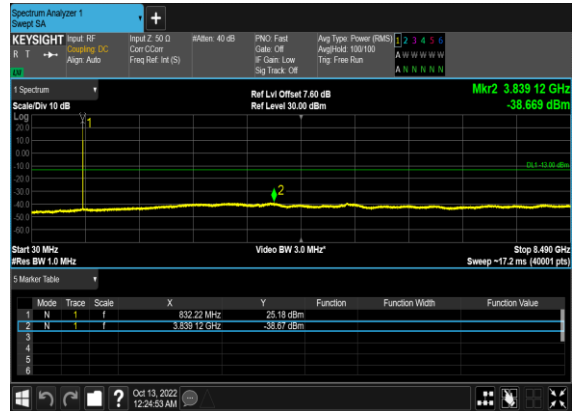 Spectrum Analyzer 1
Swept SA
+
KEYSIGHT Input: RF Input Z: 50 Ω #Atten: 40 dB PNO: Fast Avg Type: Power (RMS) 1 2 3 4 5 6
R T Coupling: DC Corr CCorr Gate: Off Avg|Hold: 100/100 A W W W W W
Align: Auto Freq Ref: Int (S) IF Gain: Low Trig: Free Run
Sig Track: Off A N N N N N
1 Spectrum Ref Lvl Offset 7.60 dB Mkr2 3.839 12 GHz
Scale/Div 10 dB Ref Level 30.00 dBm -38.669 dBm
Log
20.0
10.0
0.00
-10.0
-20.0
-30.0
-40.0
-50.0
-60.0
1
DL1 -13.00 dBm
2
Start 30 MHz Video BW 3.0 MHz* Stop 8.490 GHz
#Res BW 1.0 MHz Sweep ~17.2 ms (40001 pts)
5 Marker Table
Mode Trace Scale X Y Function Function Width Function Value
1 N 1 f 832.22 MHz 25.18 dBm
2 N 1 f 3.839 12 GHz -38.67 dBm
3
4
5
6
? Oct 13, 2022
12:24:53 AM